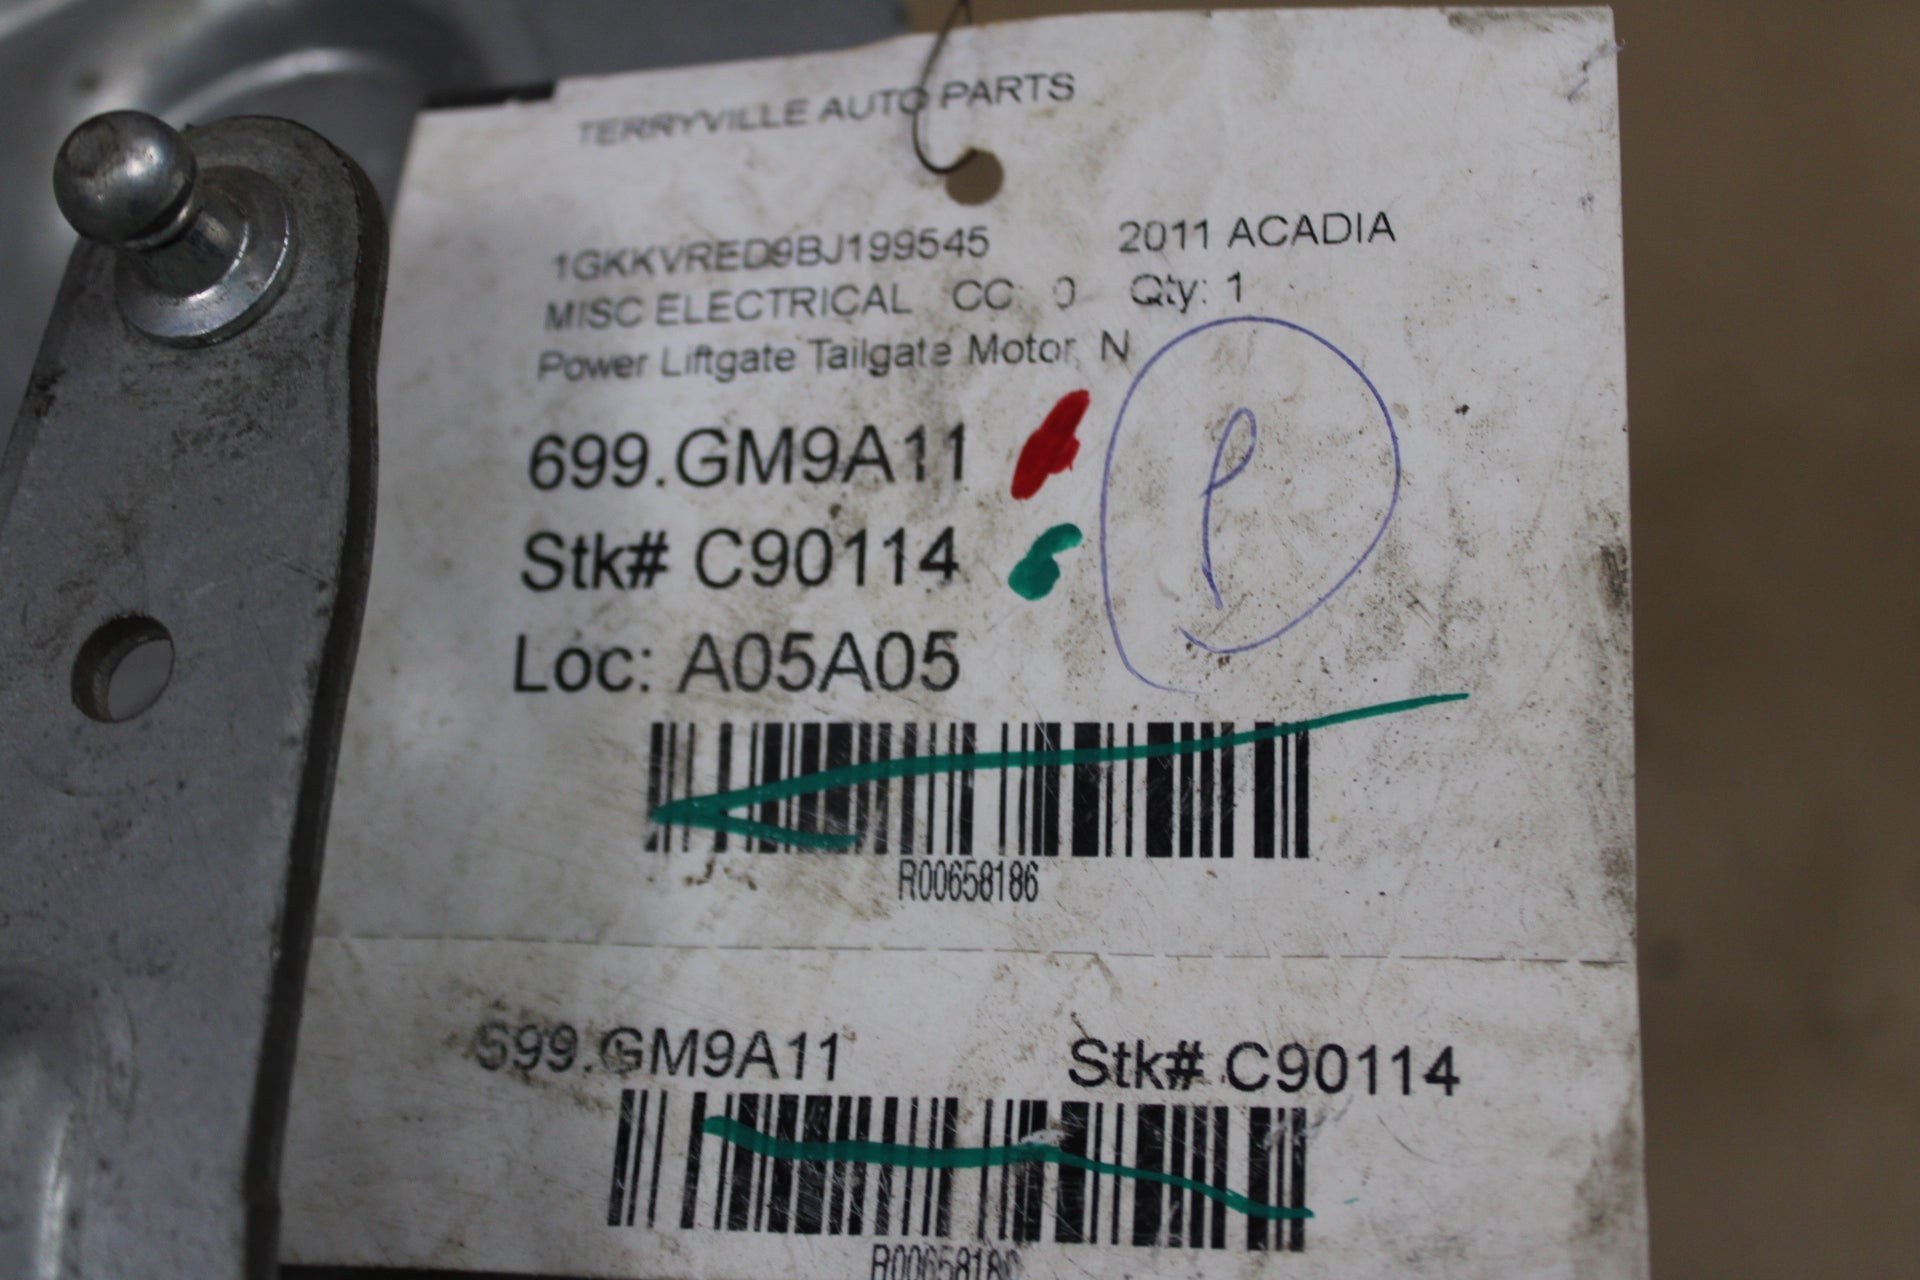 TERRYVILLE AUTO PARTS
1GKKVRED9BJ199545 2011 ACADIA
MISC ELECTRICAL CC: 0 Qty: 1
Power Liftgate Tailgate Motor, N
699.GM9A11
P
Stk# C90114
Loc: A05A05
R00658186
699.GM9A11 Stk# C90114
R00658186